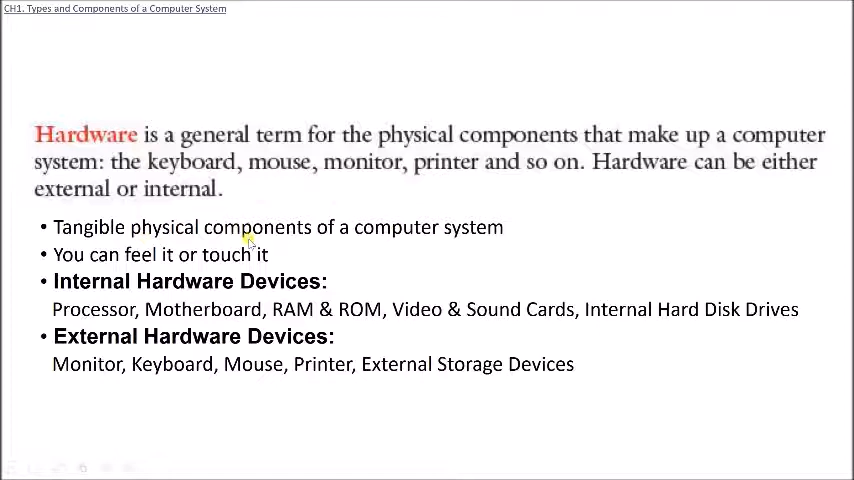 CH1. Types and Components of a Computer System
Hardware is a general term for the physical components that make up a computer
system: the keyboard, mouse, monitor, printer and so on. Hardware can be either
external or internal.
• Tangible physical components of a computer system
• You can feel it or touch it
• Internal Hardware Devices:
Processor, Motherboard, RAM & ROM, Video & Sound Cards, Internal Hard Disk Drives
• External Hardware Devices:
Monitor, Keyboard, Mouse, Printer, External Storage Devices